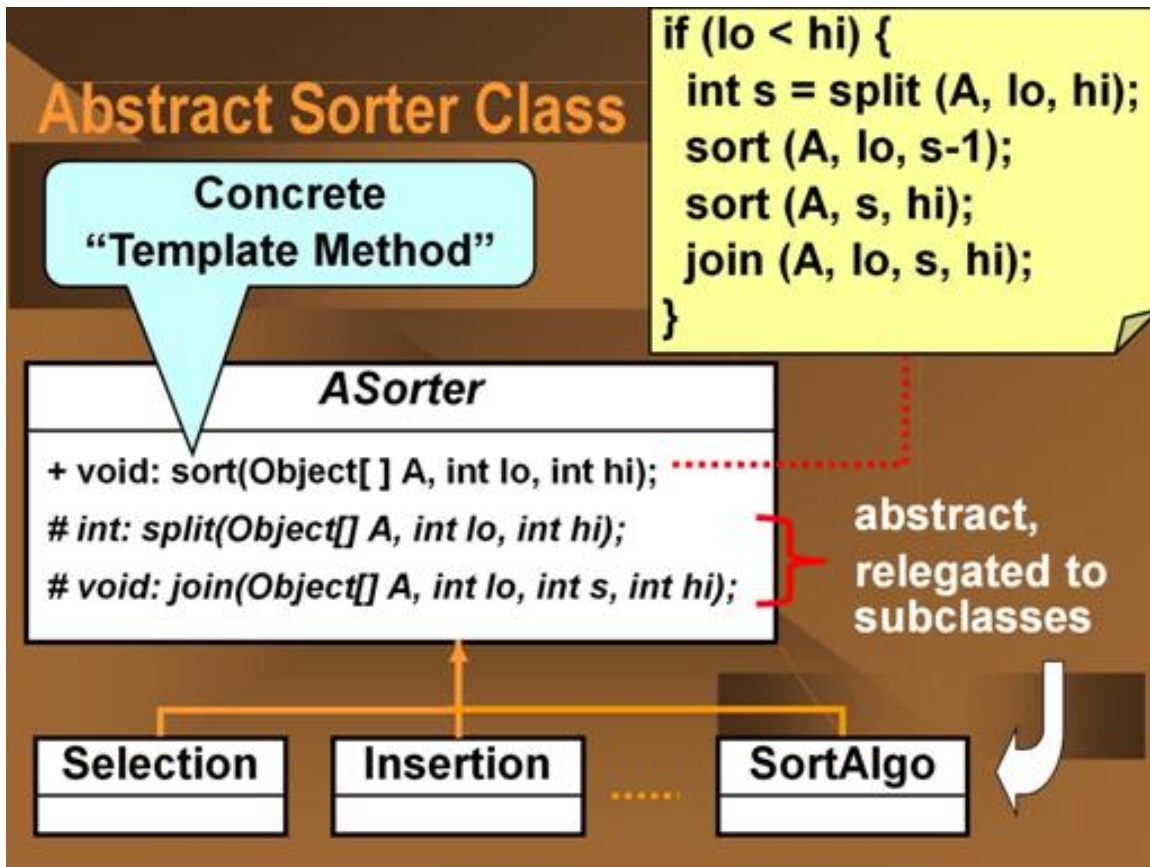 Abstract Sorter Class
if (lo < hi) {
int s = split (A, lo, hi);
sort (A, lo, s-1);
sort (A, s, hi);
join (A, lo, s, hi);
}
Concrete
“Template Method”
ASorter
+ void: sort(Object[ ] A, int lo, int hi);
# int: split(Object[] A, int lo, int hi);
# void: join(Object[] A, int lo, int s, int hi);
abstract,
relegated to
subclasses
Selection
Insertion
SortAlgo